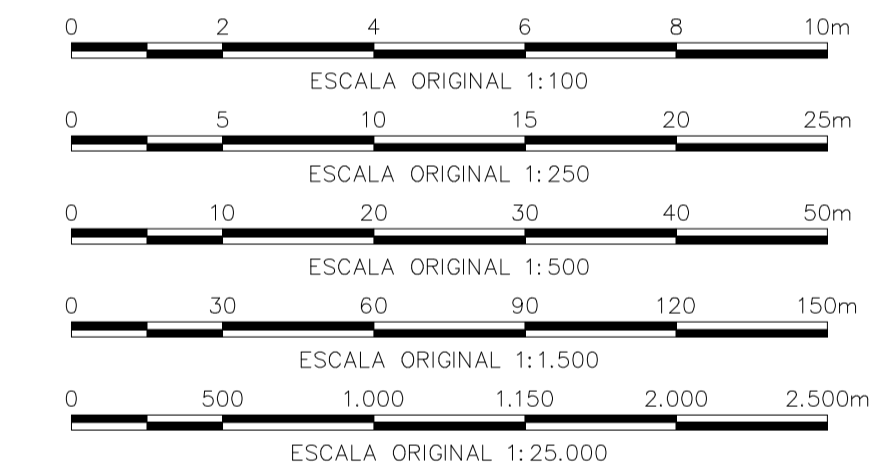 0 2 4 6 8 10m
ESCALA ORIGINAL 1:100
0 5 10 15 20 25m
ESCALA ORIGINAL 1:250
0 10 20 30 40 50m
ESCALA ORIGINAL 1:500
0 30 60 90 120 150m
ESCALA ORIGINAL 1:1.500
0 500 1.000 1.150 2.000 2.500m
ESCALA ORIGINAL 1:25.000